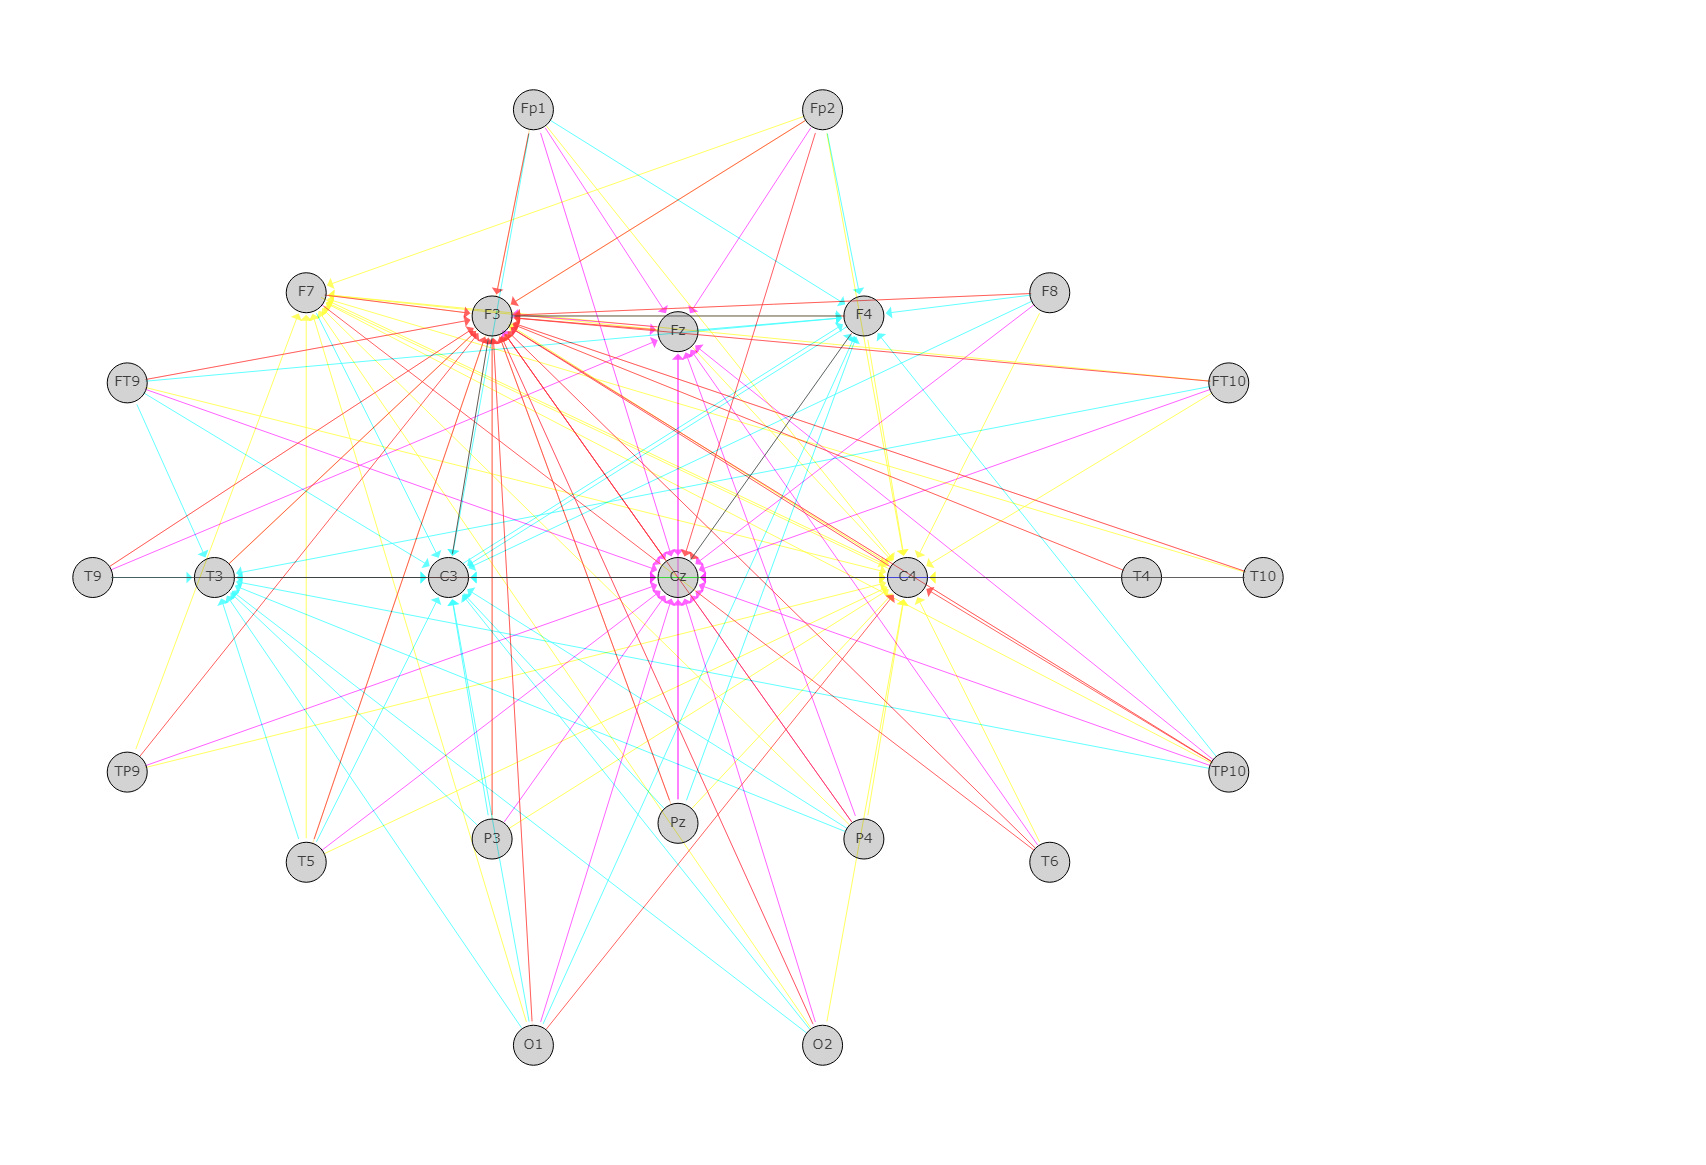 Fp1 Fp2
F7 F3 Fz F4 F8
FT9 FT10
T9 T3 C3 Cz C4 T4 T10
TP9 TP10
T5 P3 Pz P4 T6
O1 O2